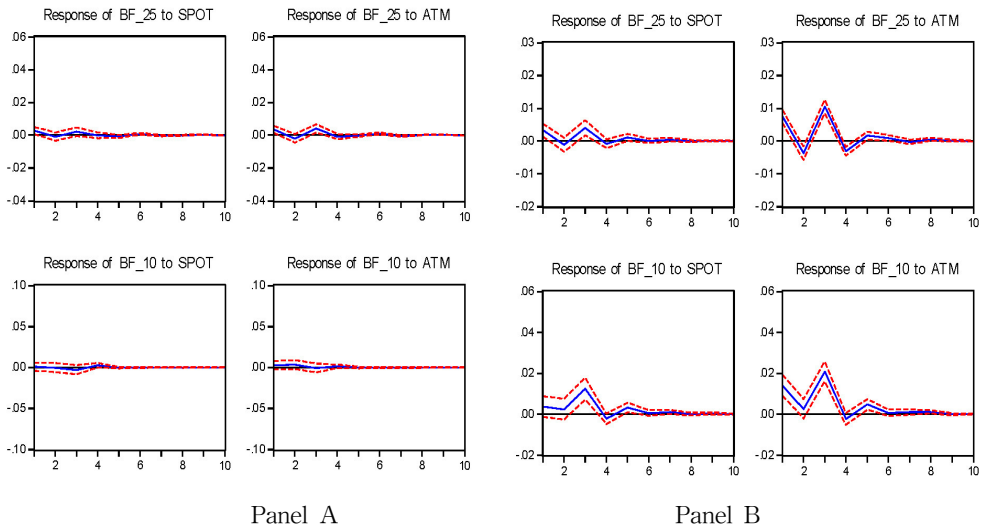 Response of BF_25 to SPOT
.06
.04
.02
.00
-.02
-.04
2 4 6 8 10
Response of BF_25 to ATM
.06
.04
.02
.00
-.02
-.04
2 4 6 8 10
Response of BF_10 to SPOT
.10
.05
.00
-.05
-.10
2 4 6 8 10
Response of BF_10 to ATM
.10
.05
.00
-.05
-.10
2 4 6 8 10
Panel A
Response of BF_25 to SPOT
.03
.02
.01
.00
-.01
-.02
2 4 6 8 10
Response of BF_25 to ATM
.03
.02
.01
.00
-.01
-.02
2 4 6 8 10
Response of BF_10 to SPOT
.06
.04
.02
.00
-.02
2 4 6 8 10
Response of BF_10 to ATM
.06
.04
.02
.00
-.02
2 4 6 8 10
Panel B